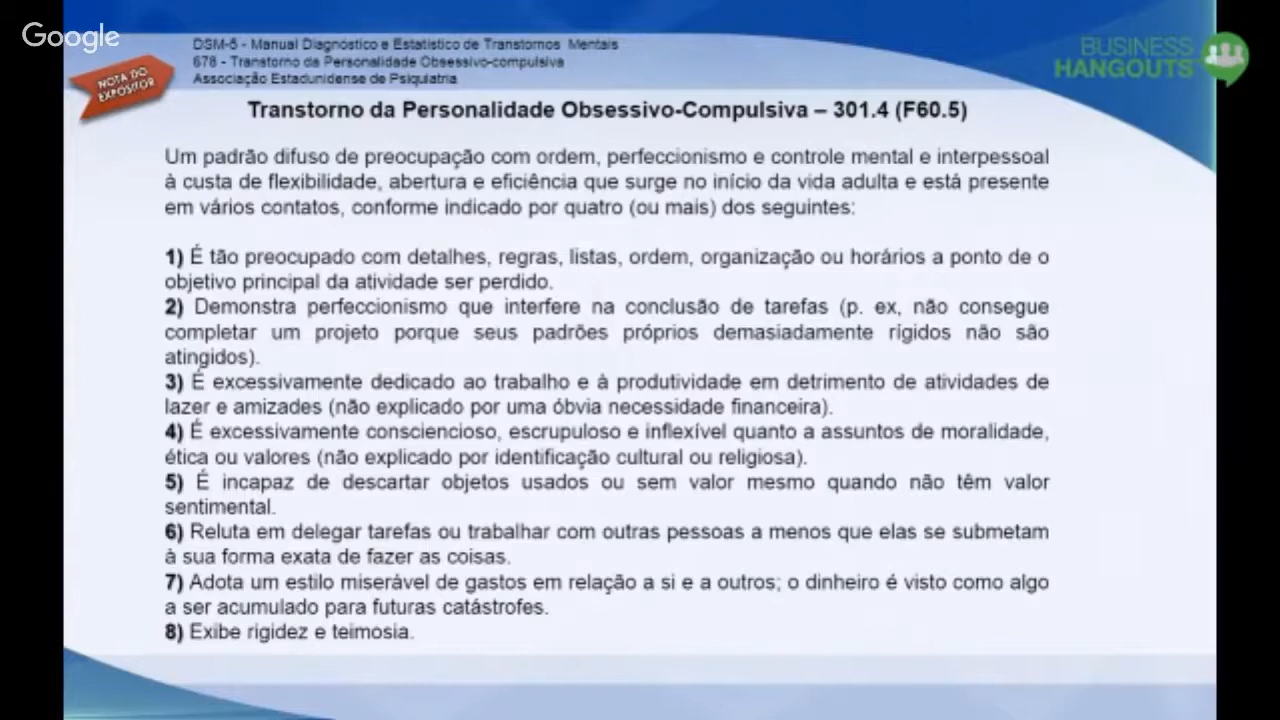 Google
DSM-5 - Manual Diagnóstico e Estatístico de Transtornos Mentais
678 - Transtorno da Personalidade Obsessivo-compulsiva
Associação Estadunidense de Psiquiatria
NOTA DO
EXPOSITOR
BUSINESS
HANGOUTS
Transtorno da Personalidade Obsessivo-Compulsiva – 301.4 (F60.5)
Um padrão difuso de preocupação com ordem, perfeccionismo e controle mental e interpessoal
à custa de flexibilidade, abertura e eficiência que surge no início da vida adulta e está presente
em vários contatos, conforme indicado por quatro (ou mais) dos seguintes:
1) É tão preocupado com detalhes, regras, listas, ordem, organização ou horários a ponto de o
objetivo principal da atividade ser perdido.
2) Demonstra perfeccionismo que interfere na conclusão de tarefas (p. ex, não consegue
completar um projeto porque seus padrões próprios demasiadamente rígidos não são
atingidos).
3) É excessivamente dedicado ao trabalho e à produtividade em detrimento de atividades de
lazer e amizades (não explicado por uma óbvia necessidade financeira).
4) É excessivamente consciencioso, escrupuloso e inflexível quanto a assuntos de moralidade,
ética ou valores (não explicado por identificação cultural ou religiosa).
5) É incapaz de descartar objetos usados ou sem valor mesmo quando não têm valor
sentimental.
6) Reluta em delegar tarefas ou trabalhar com outras pessoas a menos que elas se submetam
à sua forma exata de fazer as coisas.
7) Adota um estilo miserável de gastos em relação a si e a outros; o dinheiro é visto como algo
a ser acumulado para futuras catástrofes.
8) Exibe rigidez e teimosia.